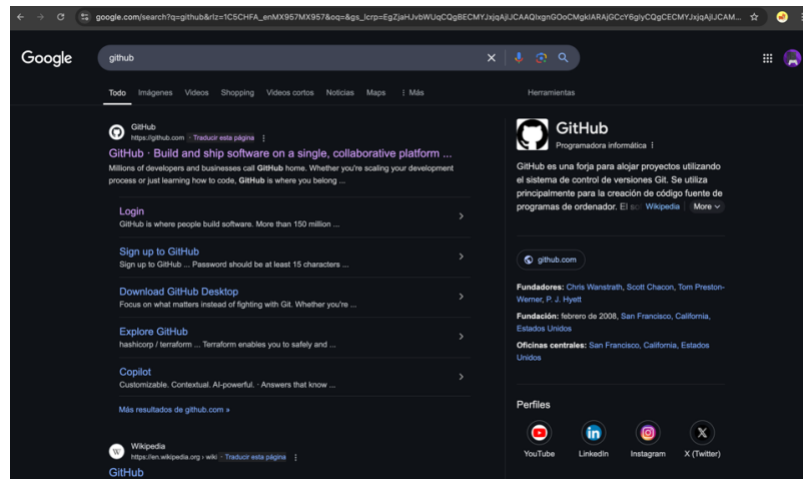 google.com/search?q=github&rlz=1C5CHFA_enMX957MX957&oq=&gs_lcrp=
Google
github
Todo Imágenes Videos Shopping Videos cortos Noticias Maps Más Herramientas
GitHub
https://github.com · Traducir esta página
GitHub · Build and ship software on a single, collaborative platform ...
Millions of developers and businesses call GitHub home. Whether you're scaling your development
process or just learning how to code, GitHub is where you belong ...
Login
GitHub is where people build software. More than 150 million ...
Sign up to GitHub
Sign up to GitHub ... Password should be at least 15 characters ...
Download GitHub Desktop
Focus on what matters instead of fighting with Git. Whether you're ...
Explore GitHub
hashicorp / terraform ... Terraform enables you to safely and ...
Copilot
Customizable. Contextual. AI-powerful. · Answers that know ...
Más resultados de github.com »
W
Wikipedia
https://en.wikipedia.org › wiki · Traducir esta página
GitHub
GitHub
Programadora informática
GitHub es una forja para alojar proyectos utilizando
el sistema de control de versiones Git. Se utiliza
principalmente para la creación de código fuente de
programas de ordenador. El Wikipedia More
github.com
Fundadores: Chris Wanstrath, Scott Chacon, Tom Preston-
Werner, P. J. Hyett
Fundación: febrero de 2008, San Francisco, California,
Estados Unidos
Oficinas centrales: San Francisco, California, Estados
Unidos
Perfiles
in
X
YouTube LinkedIn Instagram X (Twitter)